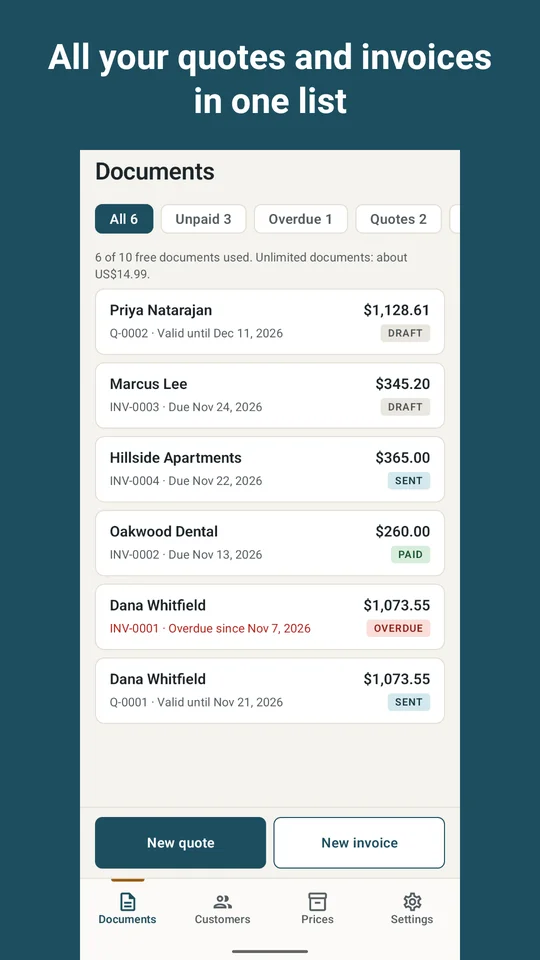 All your quotes and invoices
in one list
Documents
All 6
Unpaid 3
Overdue 1
Quotes 2
6 of 10 free documents used. Unlimited documents: about
US$14.99.
Priya Natarajan
$1,128.61
Q-0002 · Valid until Dec 11, 2026
DRAFT
Marcus Lee
$345.20
INV-0003 · Due Nov 24, 2026
DRAFT
Hillside Apartments
$365.00
INV-0004 · Due Nov 22, 2026
SENT
Oakwood Dental
$260.00
INV-0002 · Due Nov 13, 2026
PAID
Dana Whitfield
$1,073.55
INV-0001 · Overdue since Nov 7, 2026
OVERDUE
Dana Whitfield
$1,073.55
Q-0001 · Valid until Nov 21, 2026
SENT
New quote
New invoice
Documents
Customers
Prices
Settings